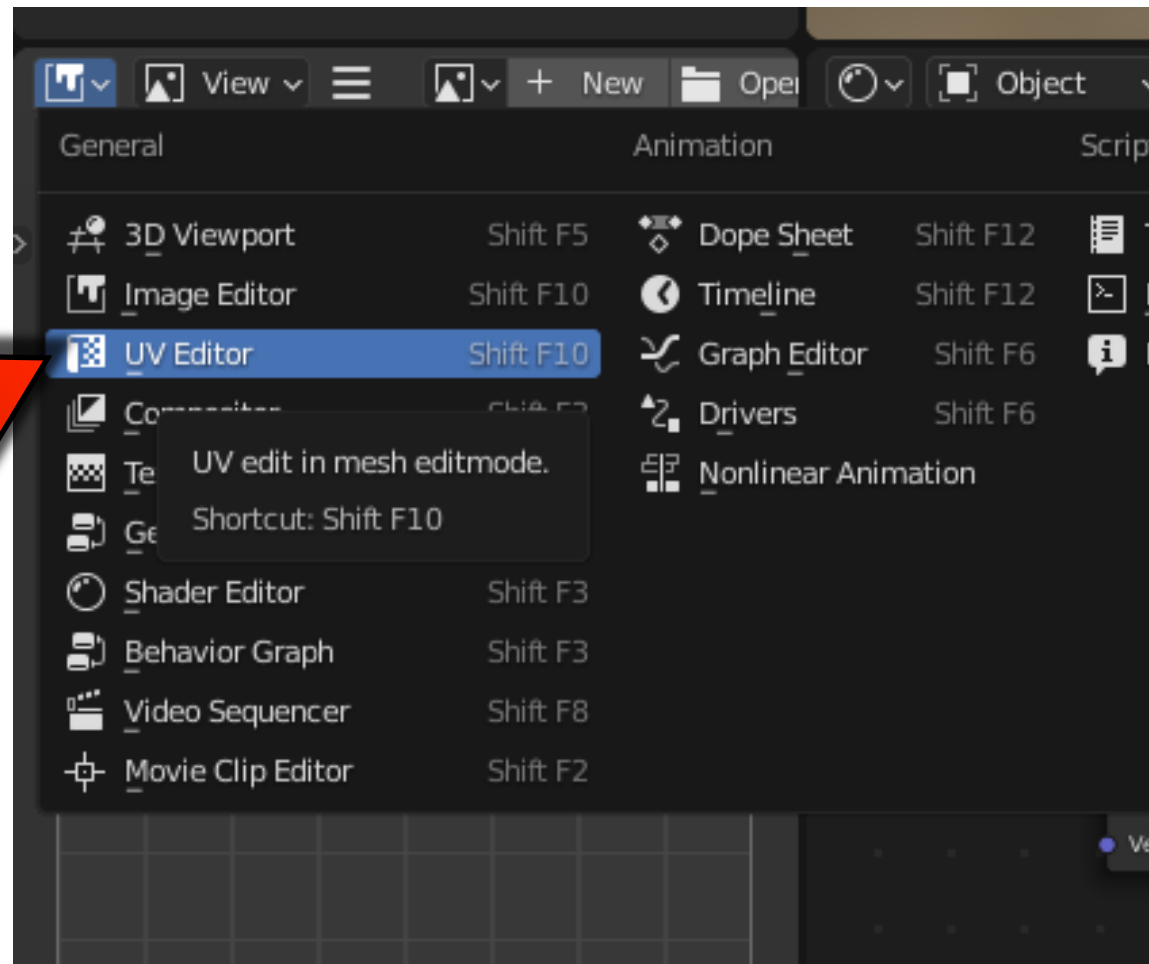 View New
Object
General Animation
3D Viewport Shift F5 Dope Sheet Shift F12
Image Editor Shift F10 Timeline Shift F12
UV Editor Shift F10 Graph Editor Shift F6
Drivers Shift F6
UV edit in mesh editmode.
Nonlinear Animation
Shortcut: Shift F10
Shader Editor Shift F3
Behavior Graph Shift F3
Video Sequencer Shift F8
Movie Clip Editor Shift F2